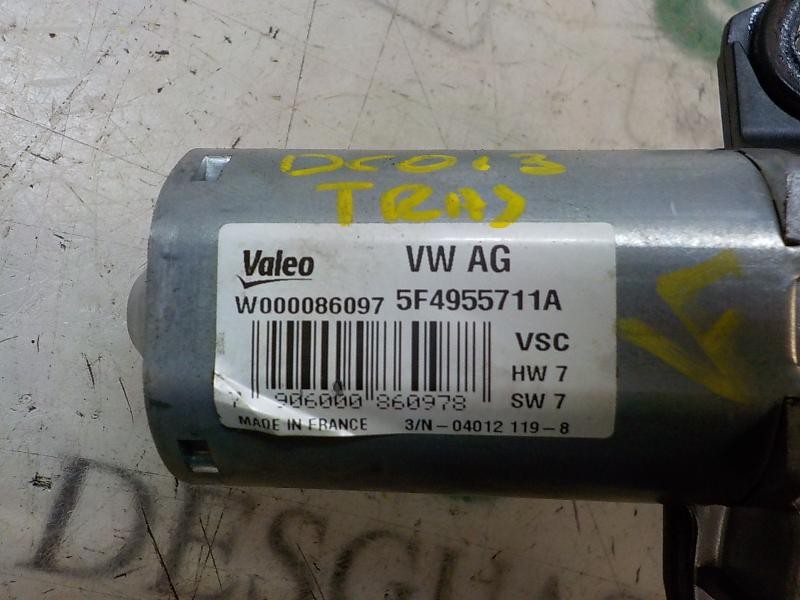 DC013
TRAS
Valeo VW AG
W000086097 5F4955711A
VSC
HW 7
7 906000 860978 SW 7
MADE IN FRANCE 3/N-04012 119-8